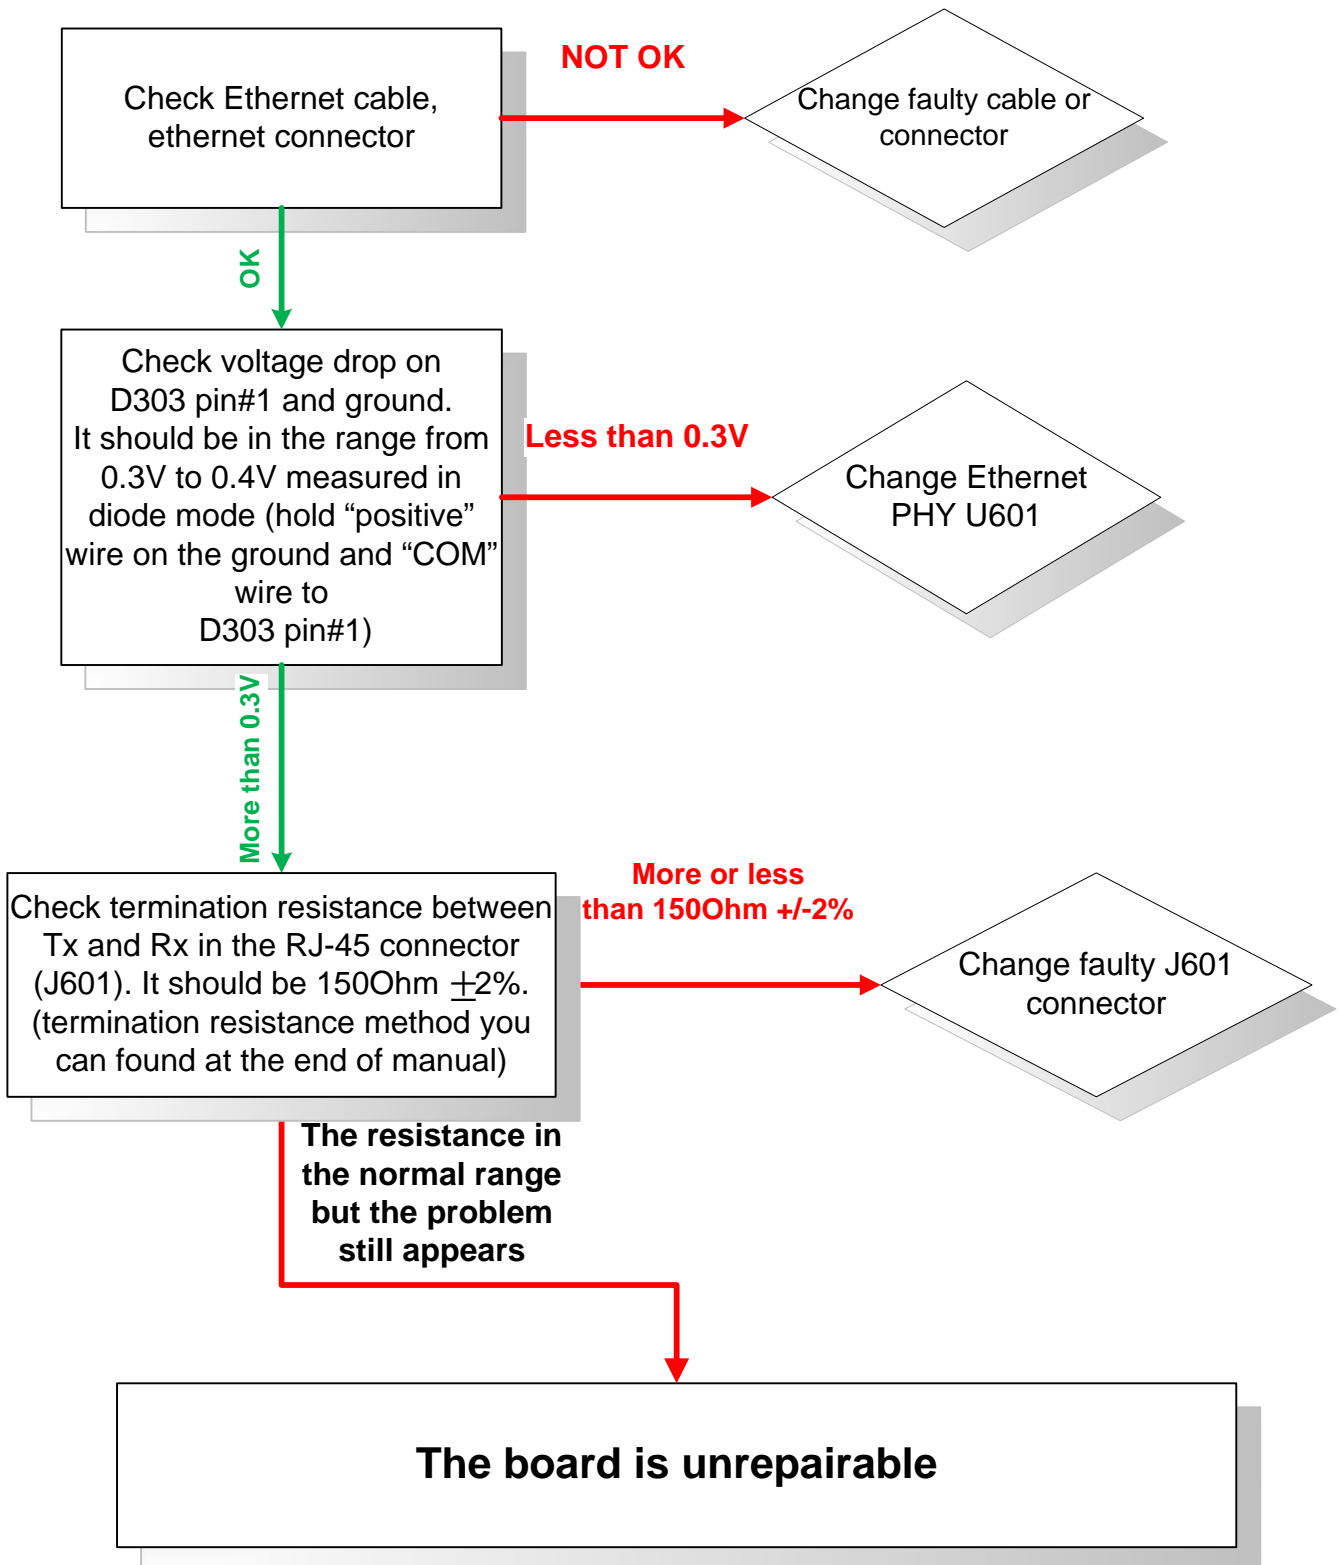 Check Ethernet cable,
ethernet connector
NOT OK
Change faulty cable or
connector
OK
Check voltage drop on
D303 pin#1 and ground.
It should be in the range from
0.3V to 0.4V measured in
diode mode (hold “positive”
wire on the ground and “COM”
wire to
D303 pin#1)
Less than 0.3V
Change Ethernet
PHY U601
More than 0.3V
Check termination resistance between
Tx and Rx in the RJ-45 connector
(J601). It should be 150Ohm ±2%.
(termination resistance method you
can found at the end of manual)
More or less
than 150Ohm +/-2%
Change faulty J601
connector
The resistance in
the normal range
but the problem
still appears
The board is unrepairable